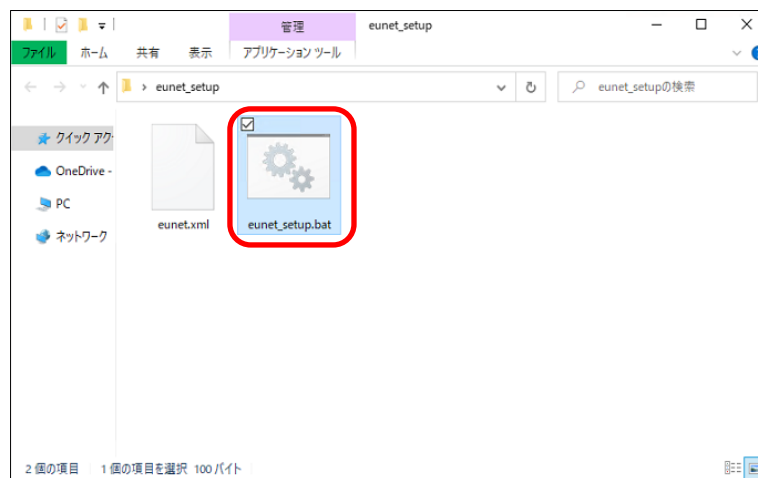 管理
eunet_setup
ファイル
ホーム
共有
表示
アプリケーション ツール
eunet_setup
eunet_setupの検索
クイック アク
OneDrive -
PC
ネットワーク
eunet.xml
eunet_setup.bat
2 個の項目
1 個の項目を選択 100 バイト